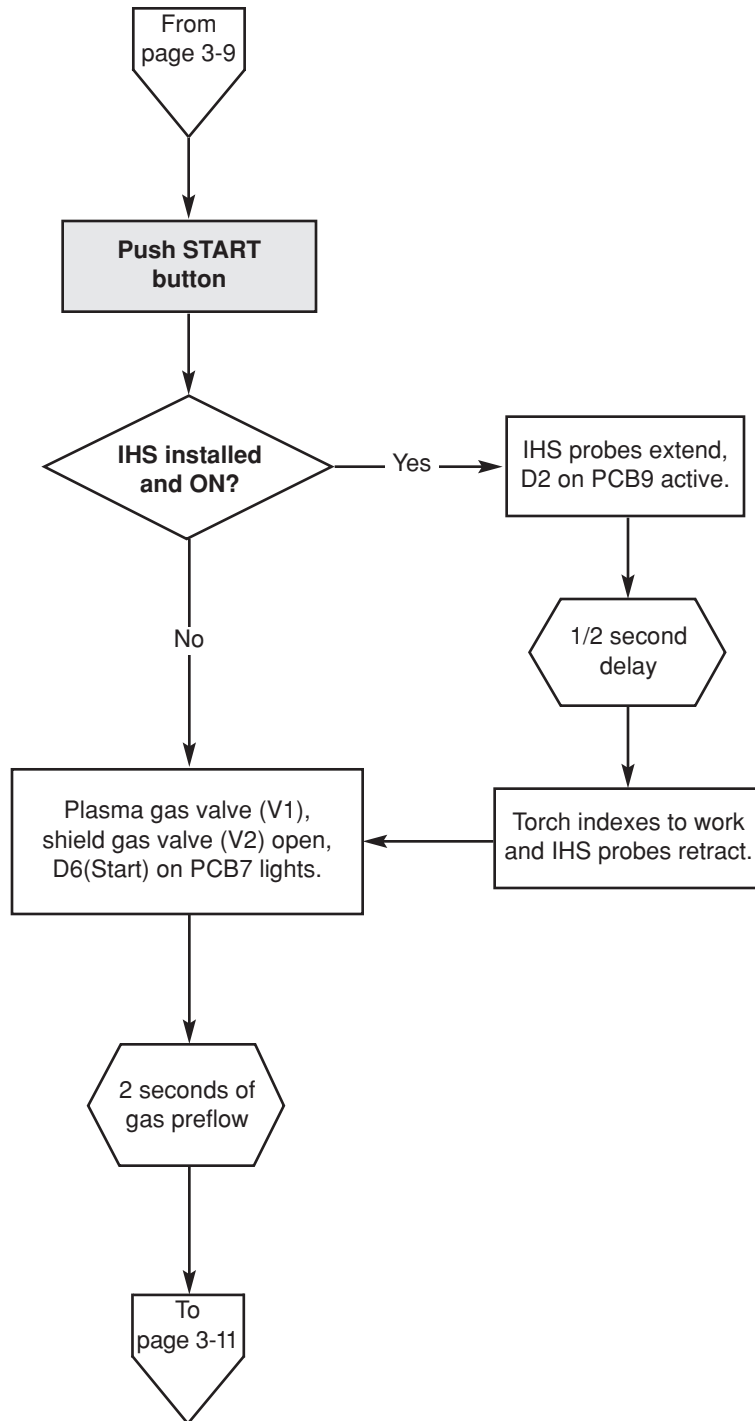 From
page 3-9
Push START
button
IHS installed
and ON?
Yes
IHS probes extend,
D2 on PCB9 active.
1/2 second
delay
Torch indexes to work
and IHS probes retract.
No
Plasma gas valve (V1),
shield gas valve (V2) open,
D6(Start) on PCB7 lights.
2 seconds of
gas preflow
To
page 3-11